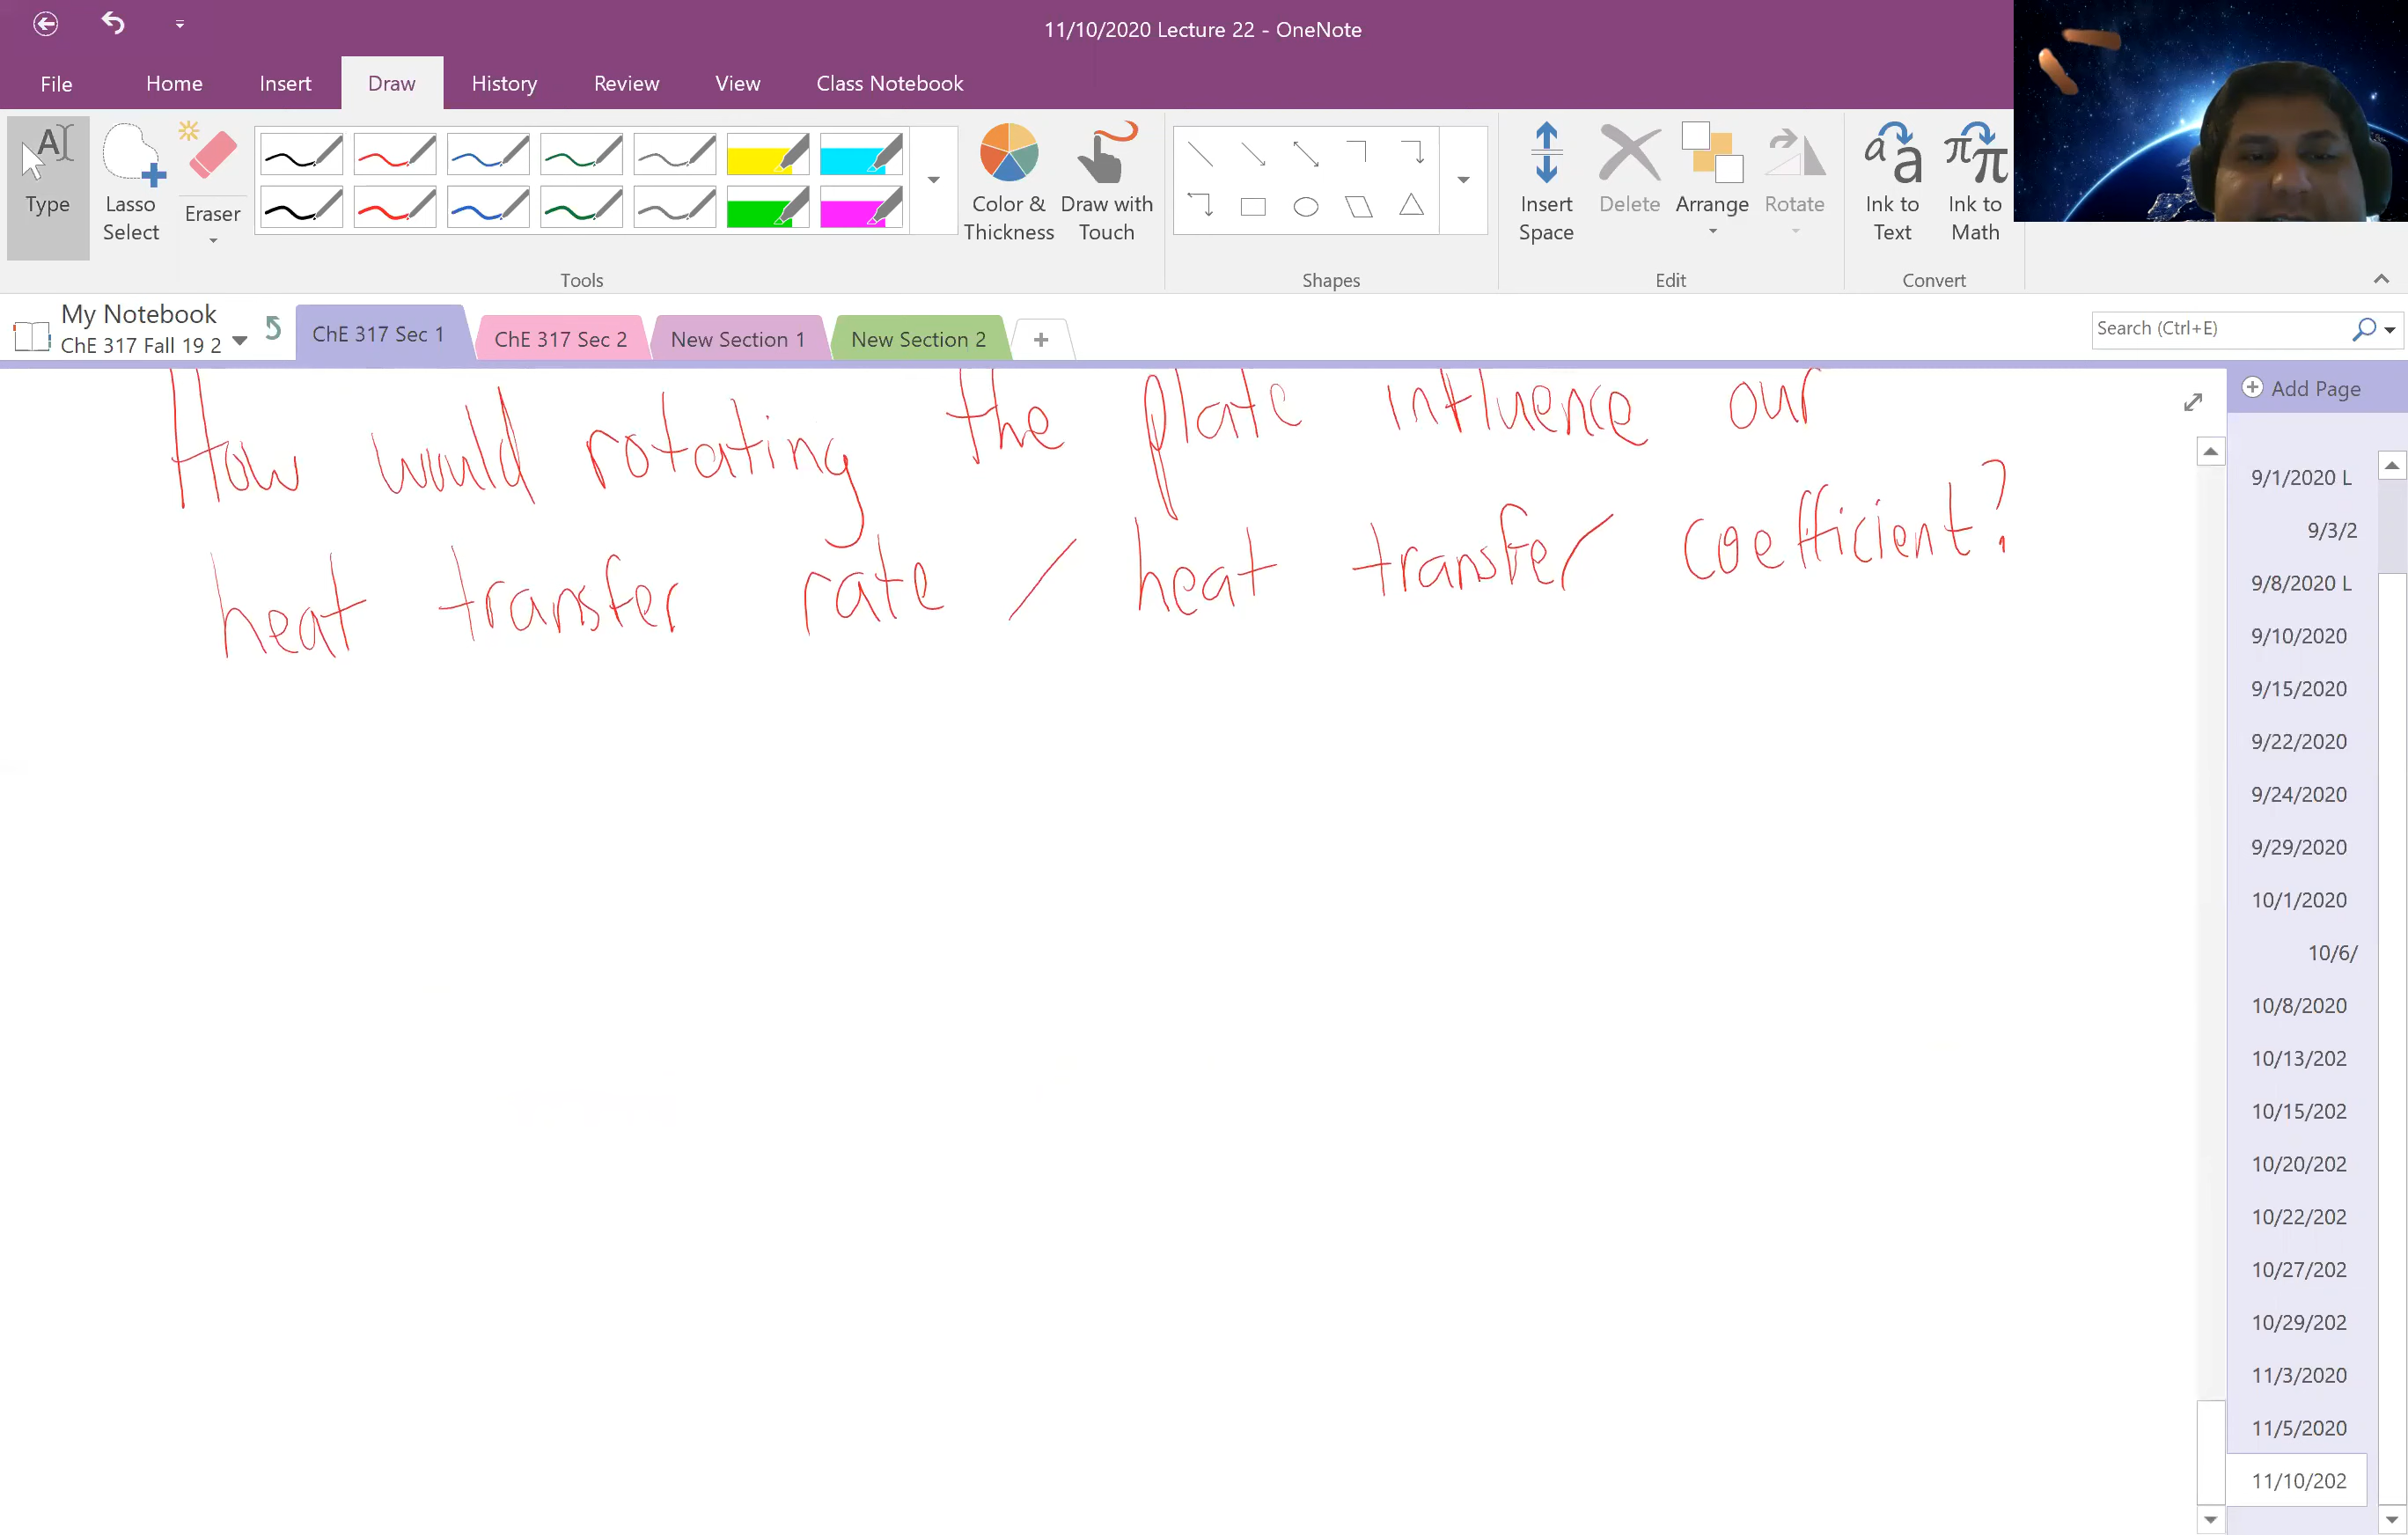 11/10/2020 Lecture 22 - OneNote
File Home Insert Draw History Review View Class Notebook
Type
Lasso Select
Eraser
Color & Thickness
Draw with Touch
Insert Space
Delete
Arrange
Rotate
Ink to Text
Ink to Math
Tools
Shapes
Edit
Convert
My Notebook
ChE 317 Fall 19 2
ChE 317 Sec 1
ChE 317 Sec 2
New Section 1
New Section 2
Search (Ctrl+E)
How would rotating the plate influence our
heat transfer rate / heat transfer coefficient?
Add Page
9/1/2020 L
9/3/2
9/8/2020 L
9/10/2020
9/15/2020
9/22/2020
9/24/2020
9/29/2020
10/1/2020
10/6/
10/8/2020
10/13/202
10/15/202
10/20/202
10/22/202
10/27/202
10/29/202
11/3/2020
11/5/2020
11/10/202